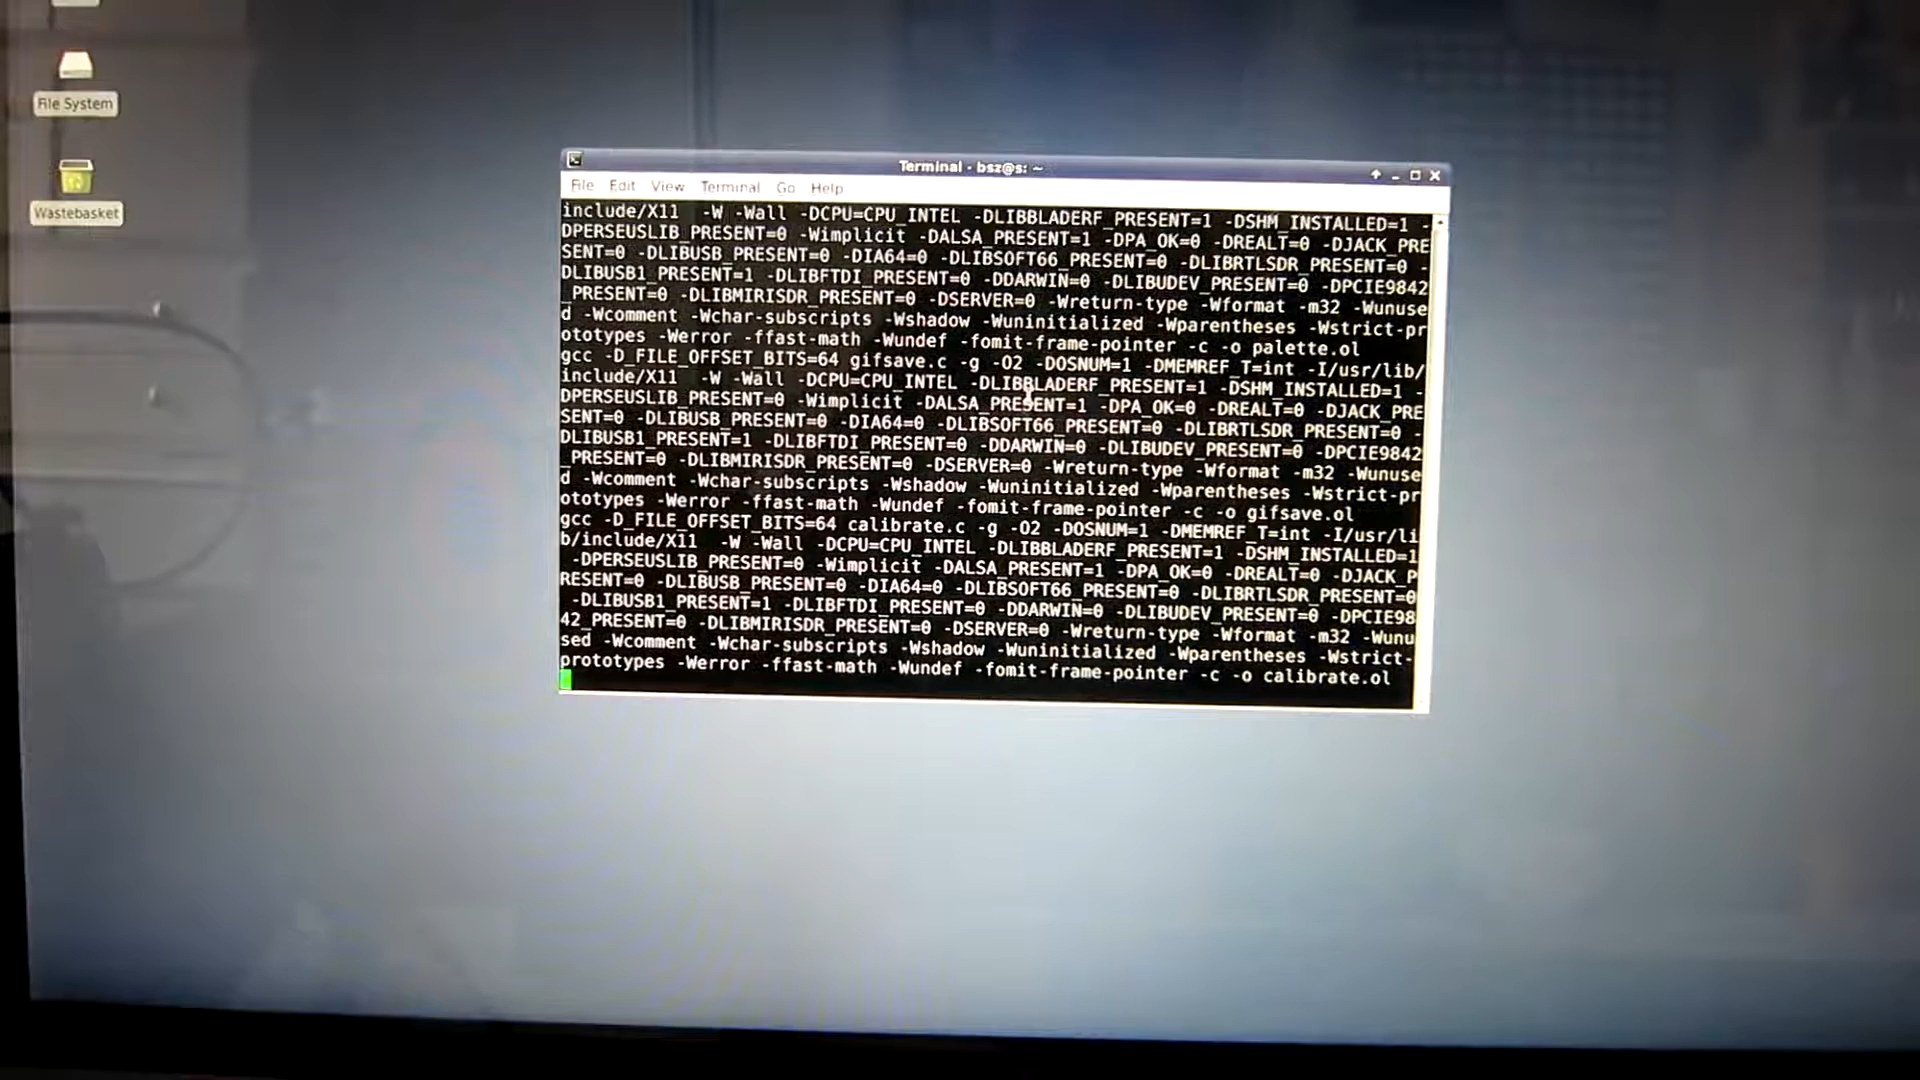 File System
Wastebasket
Terminal - bsz@s: ~
File Edit View Terminal Go Help
include/X11  -W -Wall -DCPU=CPU_INTEL -DLIBBLADERF_PRESENT=1 -DSHM_INSTALLED=1 -
DPERSEUSLIB_PRESENT=0 -Wimplicit -DALSA_PRESENT=1 -DPA_OK=0 -DREALT=0 -DJACK_PRE
SENT=0 -DLIBUSB_PRESENT=0 -DIA64=0 -DLIBSOFT66_PRESENT=0 -DLIBRTLSDR_PRESENT=0 -
DLIBUSB1_PRESENT=1 -DLIBFTDI_PRESENT=0 -DDARWIN=0 -DLIBUDEV_PRESENT=0 -DPCIE9842
_PRESENT=0 -DLIBMIRISDR_PRESENT=0 -DSERVER=0 -Wreturn-type -Wformat -m32 -Wunuse
d -Wcomment -Wchar-subscripts -Wshadow -Wuninitialized -Wparentheses -Wstrict-pr
ototypes -Werror -ffast-math -Wundef -fomit-frame-pointer -c -o palette.ol
gcc -D_FILE_OFFSET_BITS=64 gifsave.c -g -O2 -DOSNUM=1 -DMEMREF_T=int -I/usr/lib/
include/X11  -W -Wall -DCPU=CPU_INTEL -DLIBBLADERF_PRESENT=1 -DSHM_INSTALLED=1 -
DPERSEUSLIB_PRESENT=0 -Wimplicit -DALSA_PRESENT=1 -DPA_OK=0 -DREALT=0 -DJACK_PRE
SENT=0 -DLIBUSB_PRESENT=0 -DIA64=0 -DLIBSOFT66_PRESENT=0 -DLIBRTLSDR_PRESENT=0 -
DLIBUSB1_PRESENT=1 -DLIBFTDI_PRESENT=0 -DDARWIN=0 -DLIBUDEV_PRESENT=0 -DPCIE9842
_PRESENT=0 -DLIBMIRISDR_PRESENT=0 -DSERVER=0 -Wreturn-type -Wformat -m32 -Wunuse
d -Wcomment -Wchar-subscripts -Wshadow -Wuninitialized -Wparentheses -Wstrict-pr
ototypes -Werror -ffast-math -Wundef -fomit-frame-pointer -c -o gifsave.ol
gcc -D_FILE_OFFSET_BITS=64 calibrate.c -g -O2 -DOSNUM=1 -DMEMREF_T=int -I/usr/li
b/include/X11  -W -Wall -DCPU=CPU_INTEL -DLIBBLADERF_PRESENT=1 -DSHM_INSTALLED=1
 -DPERSEUSLIB_PRESENT=0 -Wimplicit -DALSA_PRESENT=1 -DPA_OK=0 -DREALT=0 -DJACK_P
RESENT=0 -DLIBUSB_PRESENT=0 -DIA64=0 -DLIBSOFT66_PRESENT=0 -DLIBRTLSDR_PRESENT=0
 -DLIBUSB1_PRESENT=1 -DLIBFTDI_PRESENT=0 -DDARWIN=0 -DLIBUDEV_PRESENT=0 -DPCIE98
42_PRESENT=0 -DLIBMIRISDR_PRESENT=0 -DSERVER=0 -Wreturn-type -Wformat -m32 -Wunu
sed -Wcomment -Wchar-subscripts -Wshadow -Wuninitialized -Wparentheses -Wstrict-
prototypes -Werror -ffast-math -Wundef -fomit-frame-pointer -c -o calibrate.ol